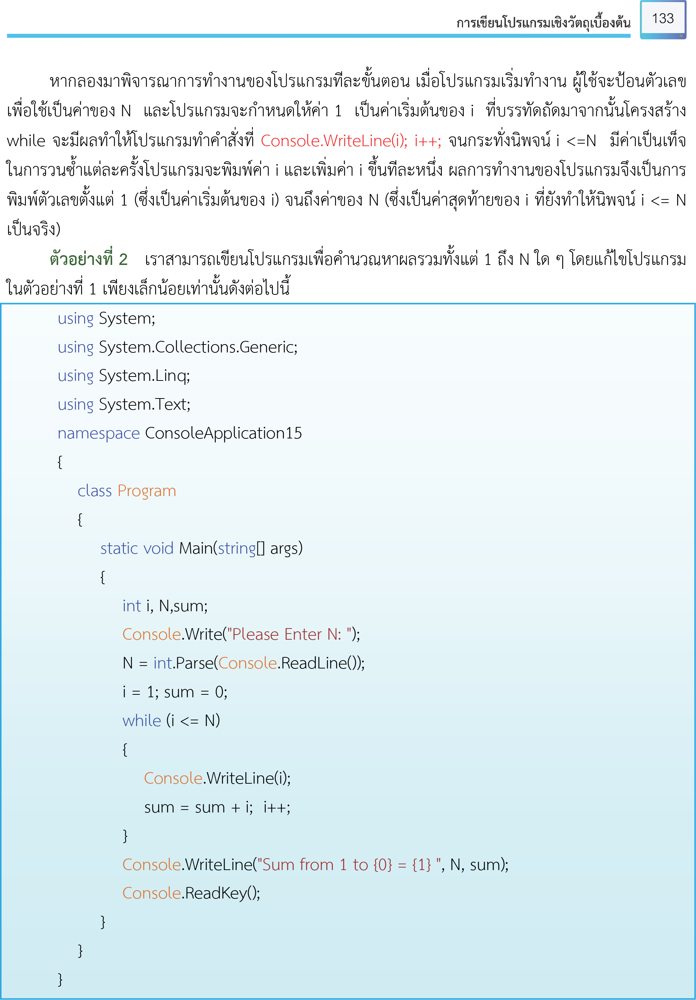 การเขียนโปรแกรมเชิงวัตถุเบื้องต้น
133
หากลองมาพิจารณาการทำงานของโปรแกรมทีละขั้นตอน เมื่อโปรแกรมเริ่มทำงาน ผู้ใช้จะป้อนตัวเลข
เพื่อใช้เป็นค่าของ N และโปรแกรมจะกำหนดให้ค่า 1 เป็นค่าเริ่มต้นของ i ที่บรรทัดถัดมาจากนั้นโครงสร้าง
while จะมีผลทำให้โปรแกรมทำคำสั่งที่ Console.WriteLine(i); i++; จนกระทั่งนิพจน์ i <=N มีค่าเป็นเท็จ
ในการวนซ้ำแต่ละครั้งโปรแกรมจะพิมพ์ค่า i และเพิ่มค่า i ขึ้นทีละหนึ่ง ผลการทำงานของโปรแกรมจึงเป็นการ
พิมพ์ตัวเลขตั้งแต่ 1 (ซึ่งเป็นค่าเริ่มต้นของ i) จนถึงค่าของ N (ซึ่งเป็นค่าสุดท้ายของ i ที่ยังทำให้นิพจน์ i <= N
เป็นจริง)
ตัวอย่างที่ 2 เราสามารถเขียนโปรแกรมเพื่อคำนวณหาผลรวมทั้งแต่ 1 ถึง N ใด ๆ โดยแก้ไขโปรแกรม
ในตัวอย่างที่ 1 เพียงเล็กน้อยเท่านั้นดังต่อไปนี้
using System;
using System.Collections.Generic;
using System.Linq;
using System.Text;
namespace ConsoleApplication15
{
class Program
{
static void Main(string[] args)
{
int i, N,sum;
Console.Write("Please Enter N: ");
N = int.Parse(Console.ReadLine());
i = 1; sum = 0;
while (i <= N)
{
Console.WriteLine(i);
sum = sum + i; i++;
}
Console.WriteLine("Sum from 1 to {0} = {1} ", N, sum);
Console.ReadKey();
}
}
}